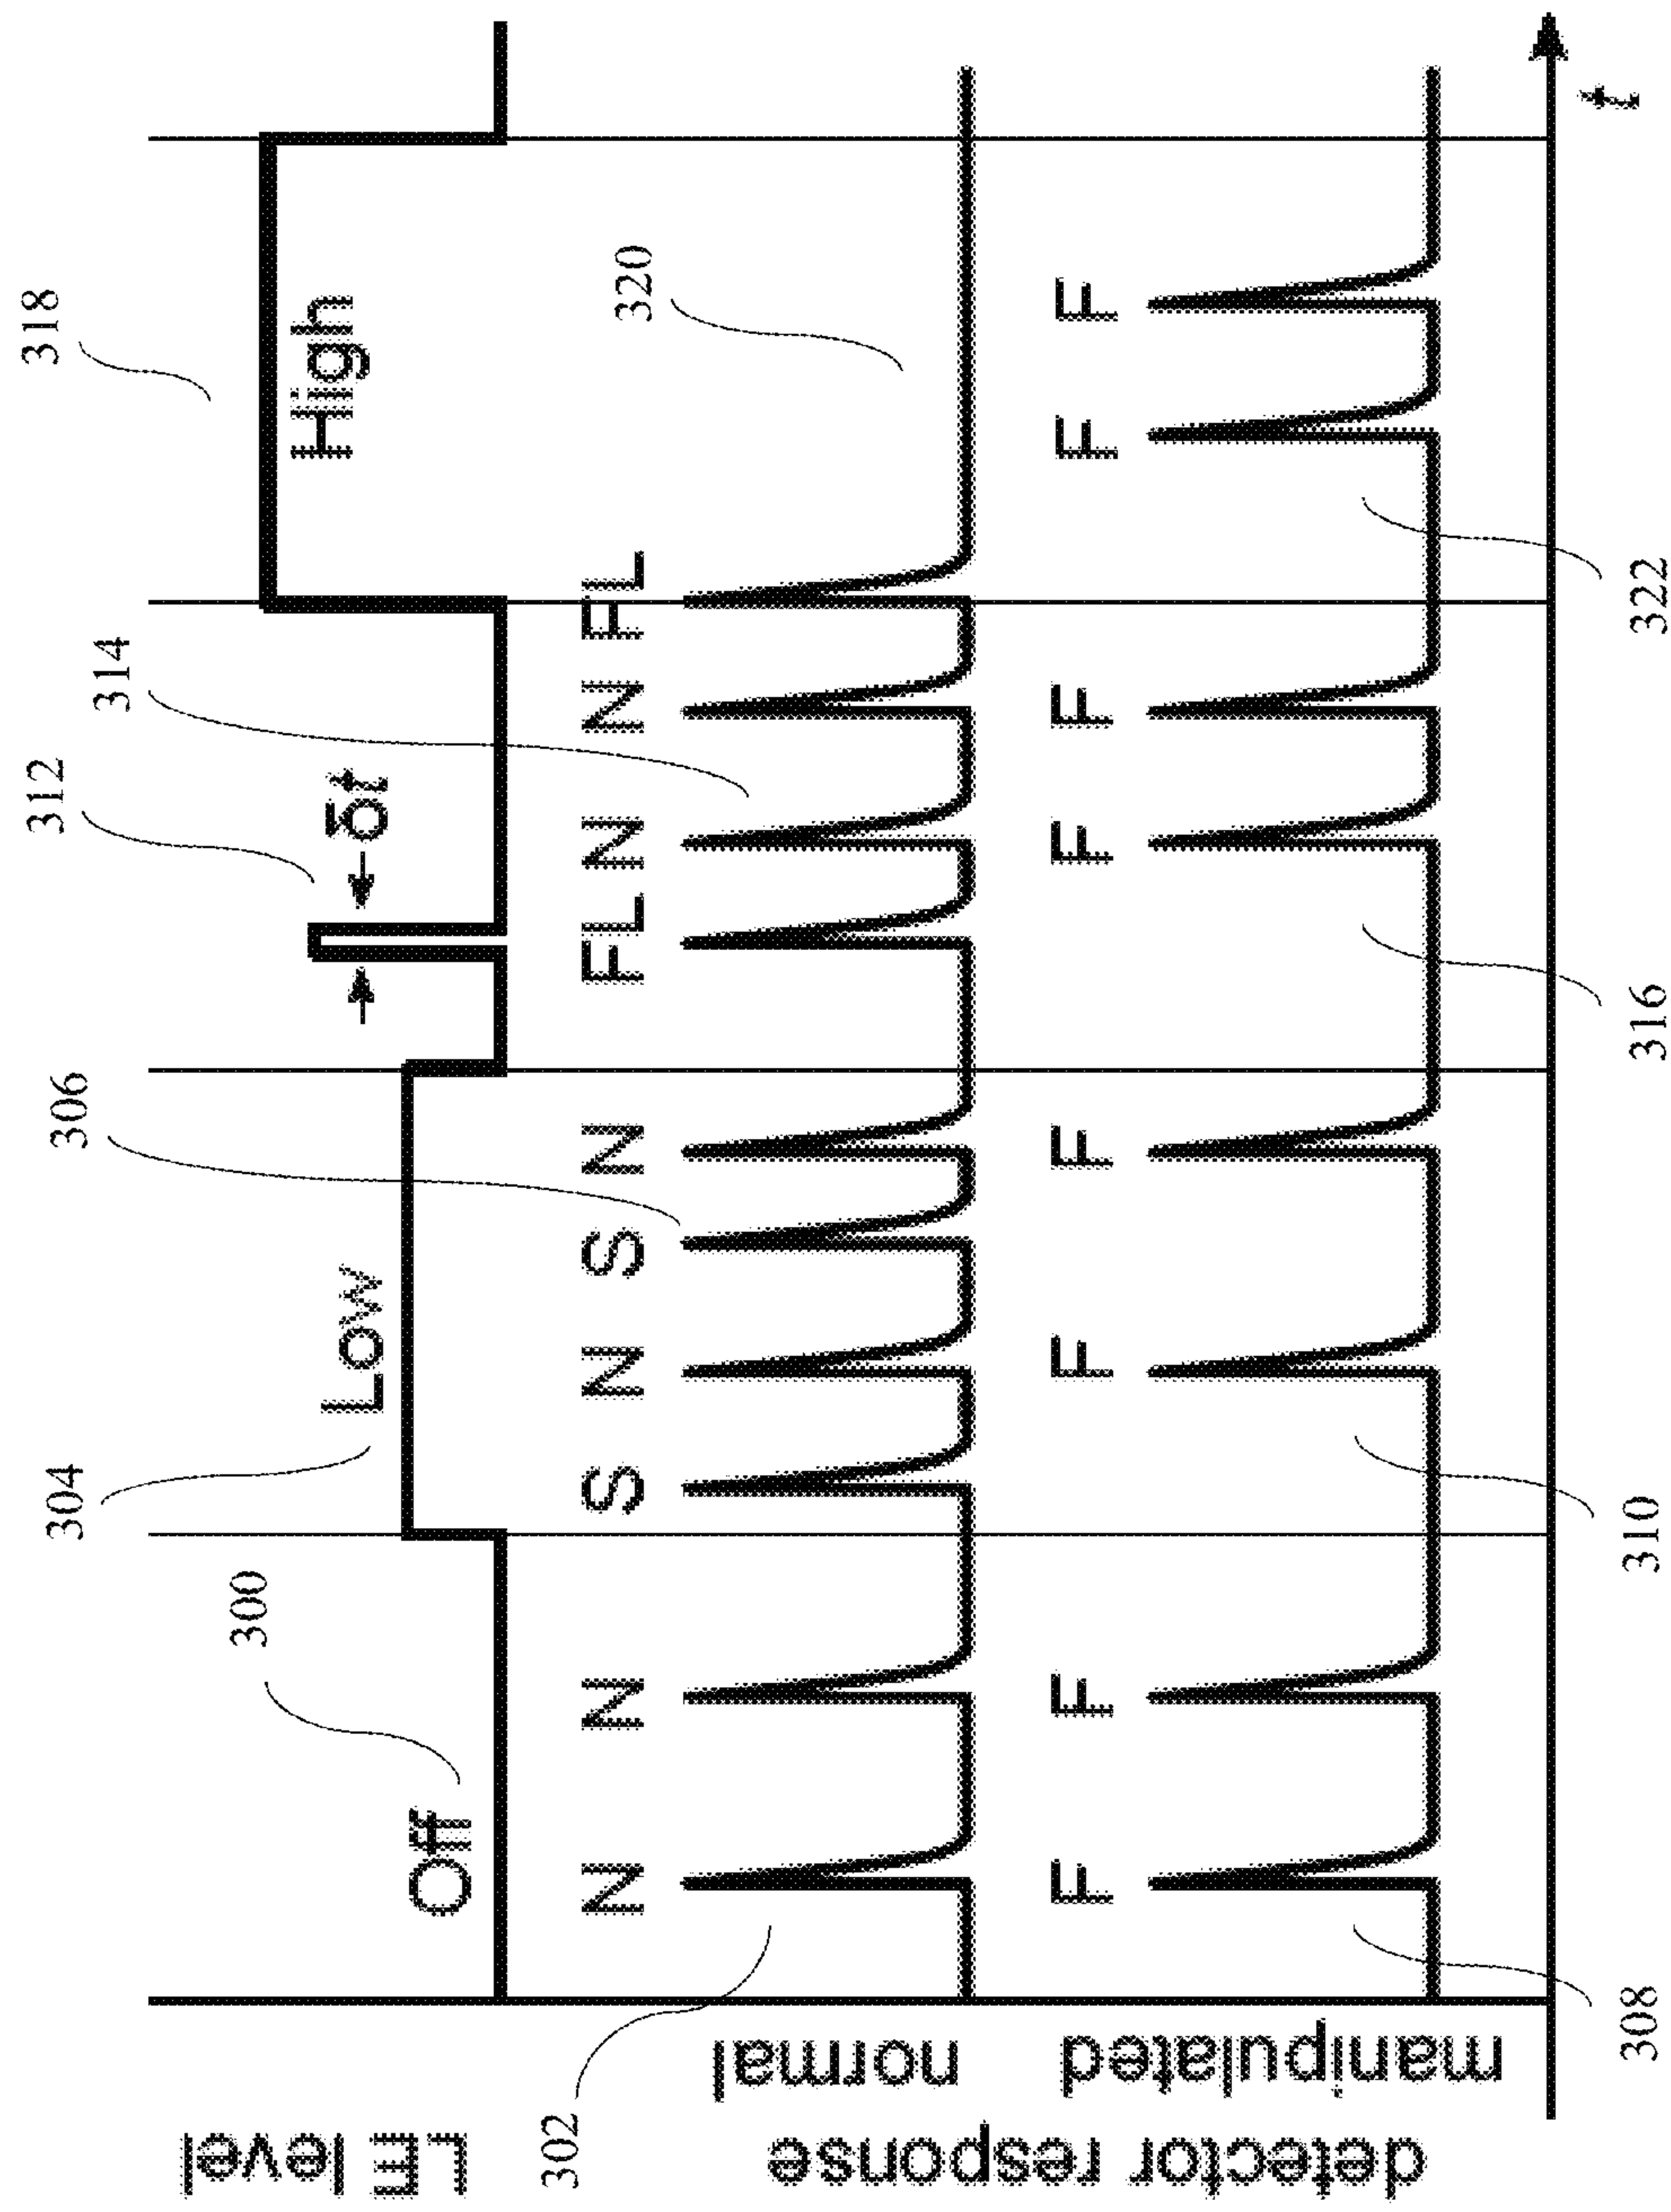 LE level
Off
Low
δt
High
300
304
306
312
314
318
detector response
normal
N N S N S N FL N N FL
302
320
manipulated
F F F F F F F F
308
310
316
322
t